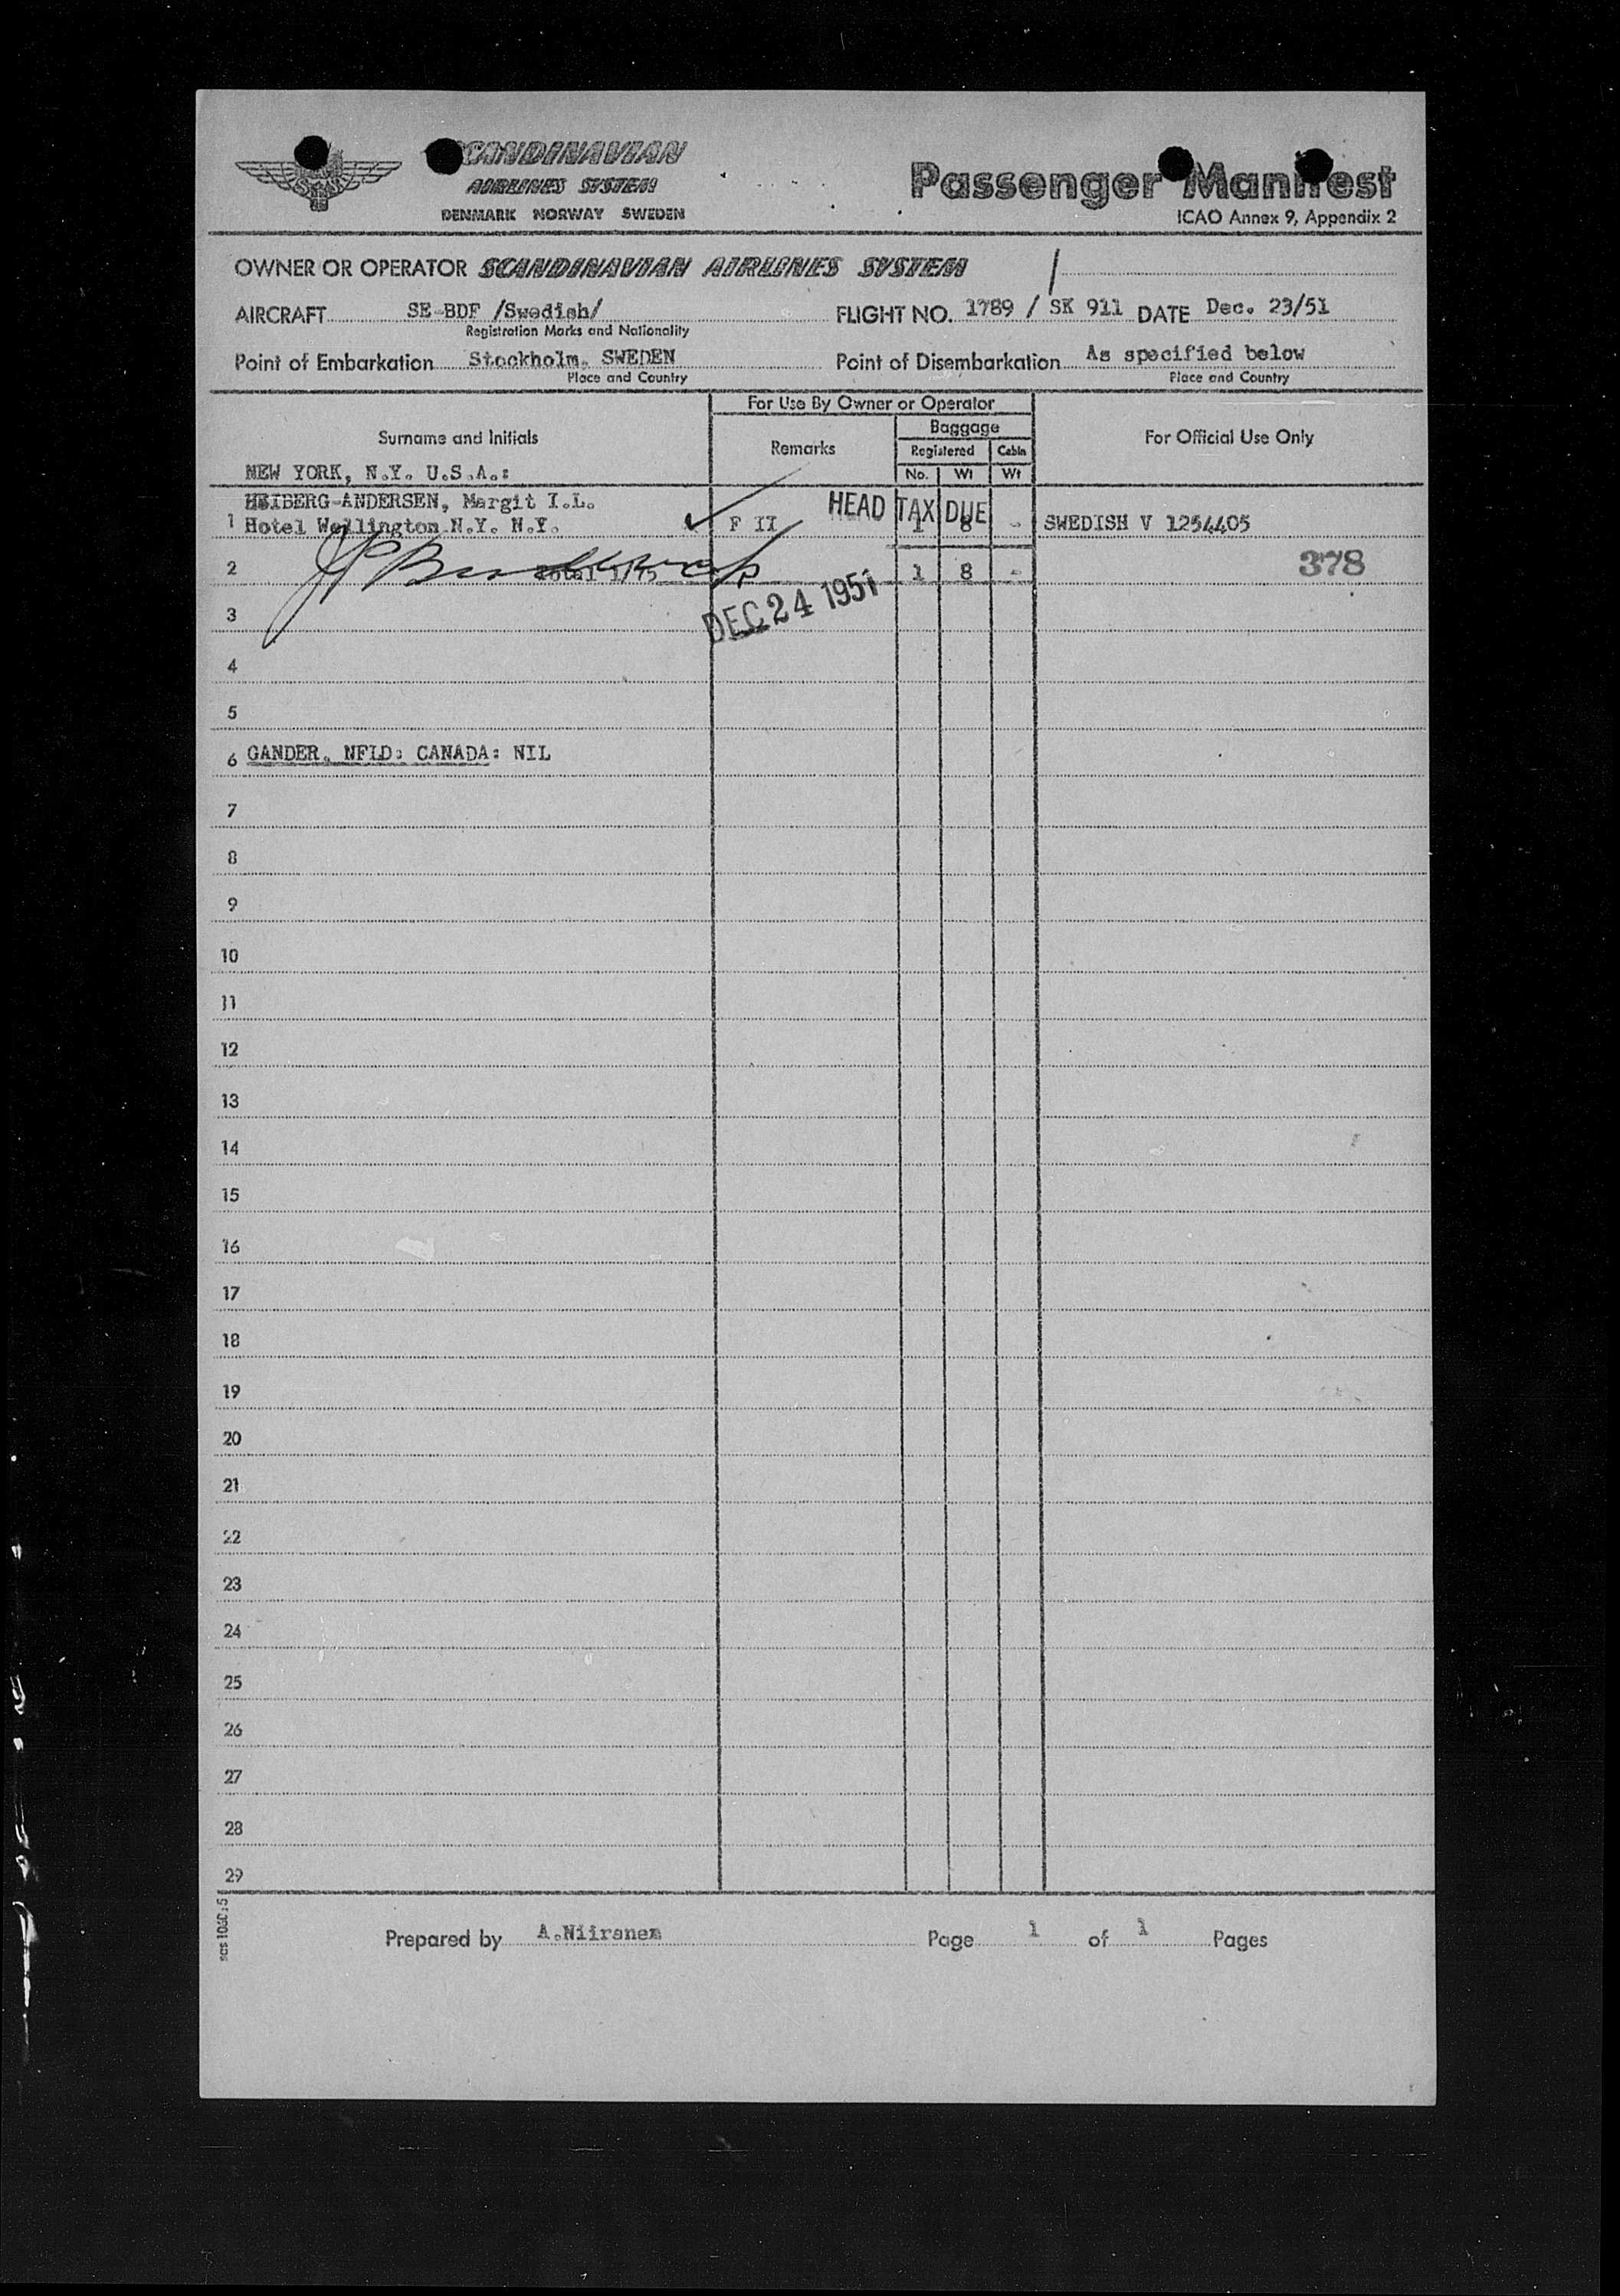 SCANDINAVIAN
AIRLINES SYSTEM
DENMARK NORWAY SWEDEN
Passenger Manifest
ICAO Annex 9, Appendix 2
OWNER OR OPERATOR SCANDINAVIAN AIRLINES SYSTEM
AIRCRAFT SE-BDF /Swedish/ FLIGHT NO. 1789 / SK 911 DATE Dec. 23/51
Registration Marks and Nationality
Point of Embarkation Stockholm, SWEDEN Point of Disembarkation As specified below
Place and Country Place and Country
For Use By Owner or Operator
Surname and Initials Remarks Baggage For Official Use Only
Registered Cabin
NEW YORK, N.Y. U.S.A.: No. Wt Wt
HEIBERG-ANDERSEN, Margit I.L. HEAD TAX DUE
1 Hotel Wellington N.Y. N.Y. F II 1 8 - SWEDISH V 1254405
2 Total 1/75 1 8 - 378
DEC 24 1951
3
4
5
6 GANDER, NFLD: CANADA: NIL
7
8
9
10
11
12
13
14
15
16
17
18
19
20
21
22
23
24
25
26
27
28
29
Prepared by A.Niiranen Page 1 of 1 Pages